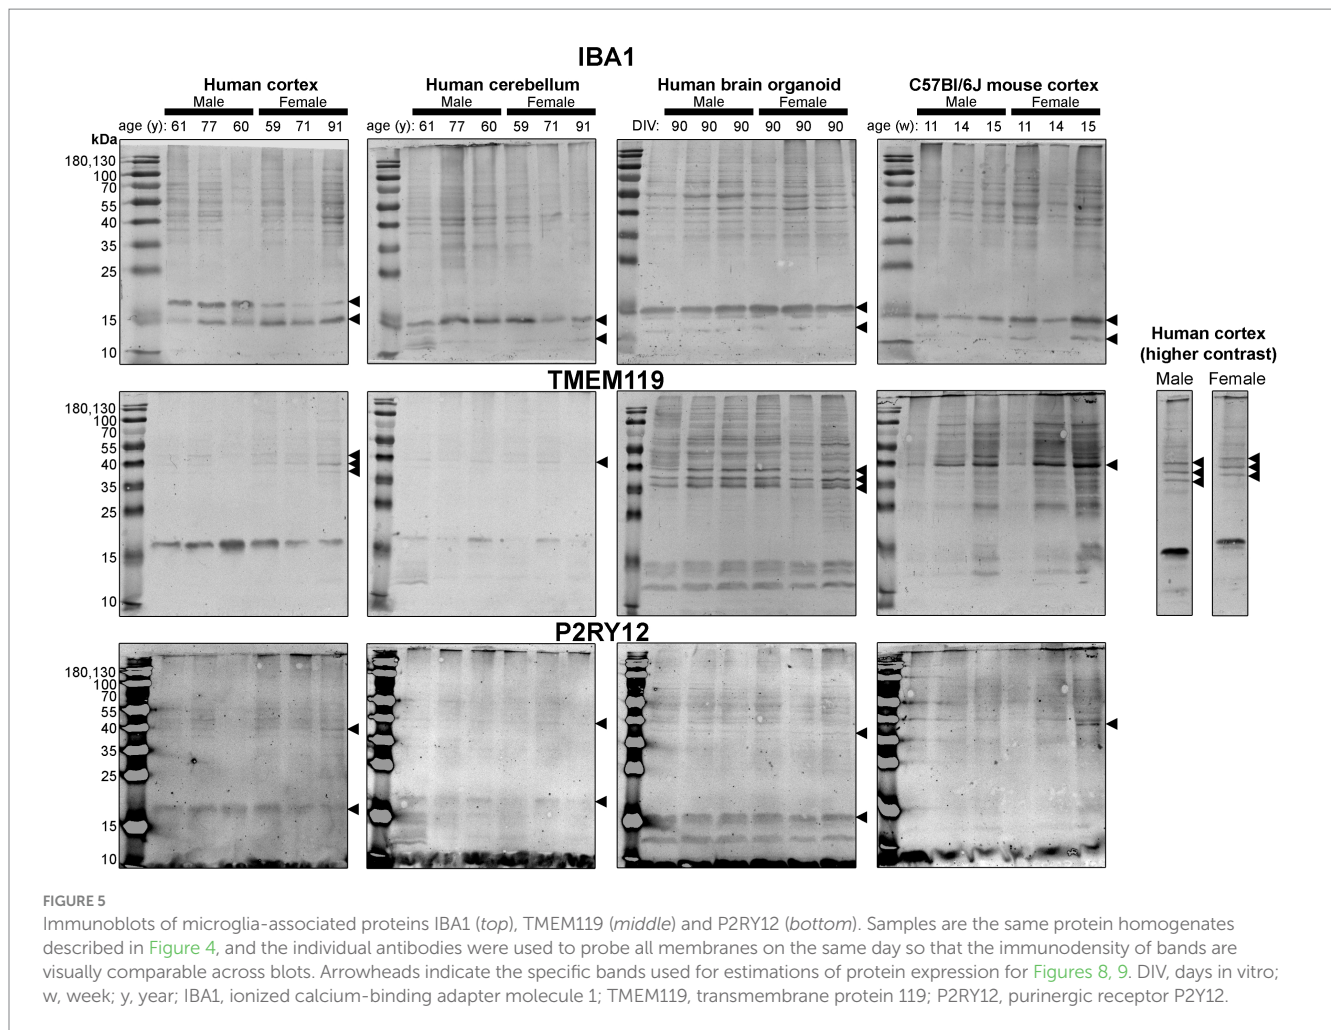 IBA1
Human cortex
Human cerebellum
Human brain organoid
C57Bl/6J mouse cortex
Male Female
Male Female
Male Female
Male Female
age (y): 61 77 60 59 71 91
age (y): 61 77 60 59 71 91
DIV: 90 90 90 90 90 90
age (w): 11 14 15 11 14 15
kDa
180,130
100
70
55
40
35
25
15
10
Human cortex
(higher contrast)
Male Female
TMEM119
180,130
100
70
55
40
35
25
15
10
P2RY12
180,130
100
70
55
40
35
25
15
10
FIGURE 5
Immunoblots of microglia-associated proteins IBA1 (top), TMEM119 (middle) and P2RY12 (bottom). Samples are the same protein homogenates
described in Figure 4, and the individual antibodies were used to probe all membranes on the same day so that the immunodensity of bands are
visually comparable across blots. Arrowheads indicate the specific bands used for estimations of protein expression for Figures 8, 9. DIV, days in vitro;
w, week; y, year; IBA1, ionized calcium-binding adapter molecule 1; TMEM119, transmembrane protein 119; P2RY12, purinergic receptor P2Y12.